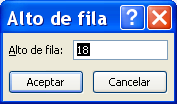 Alto de fila
Alto de fila: 18
Aceptar Cancelar